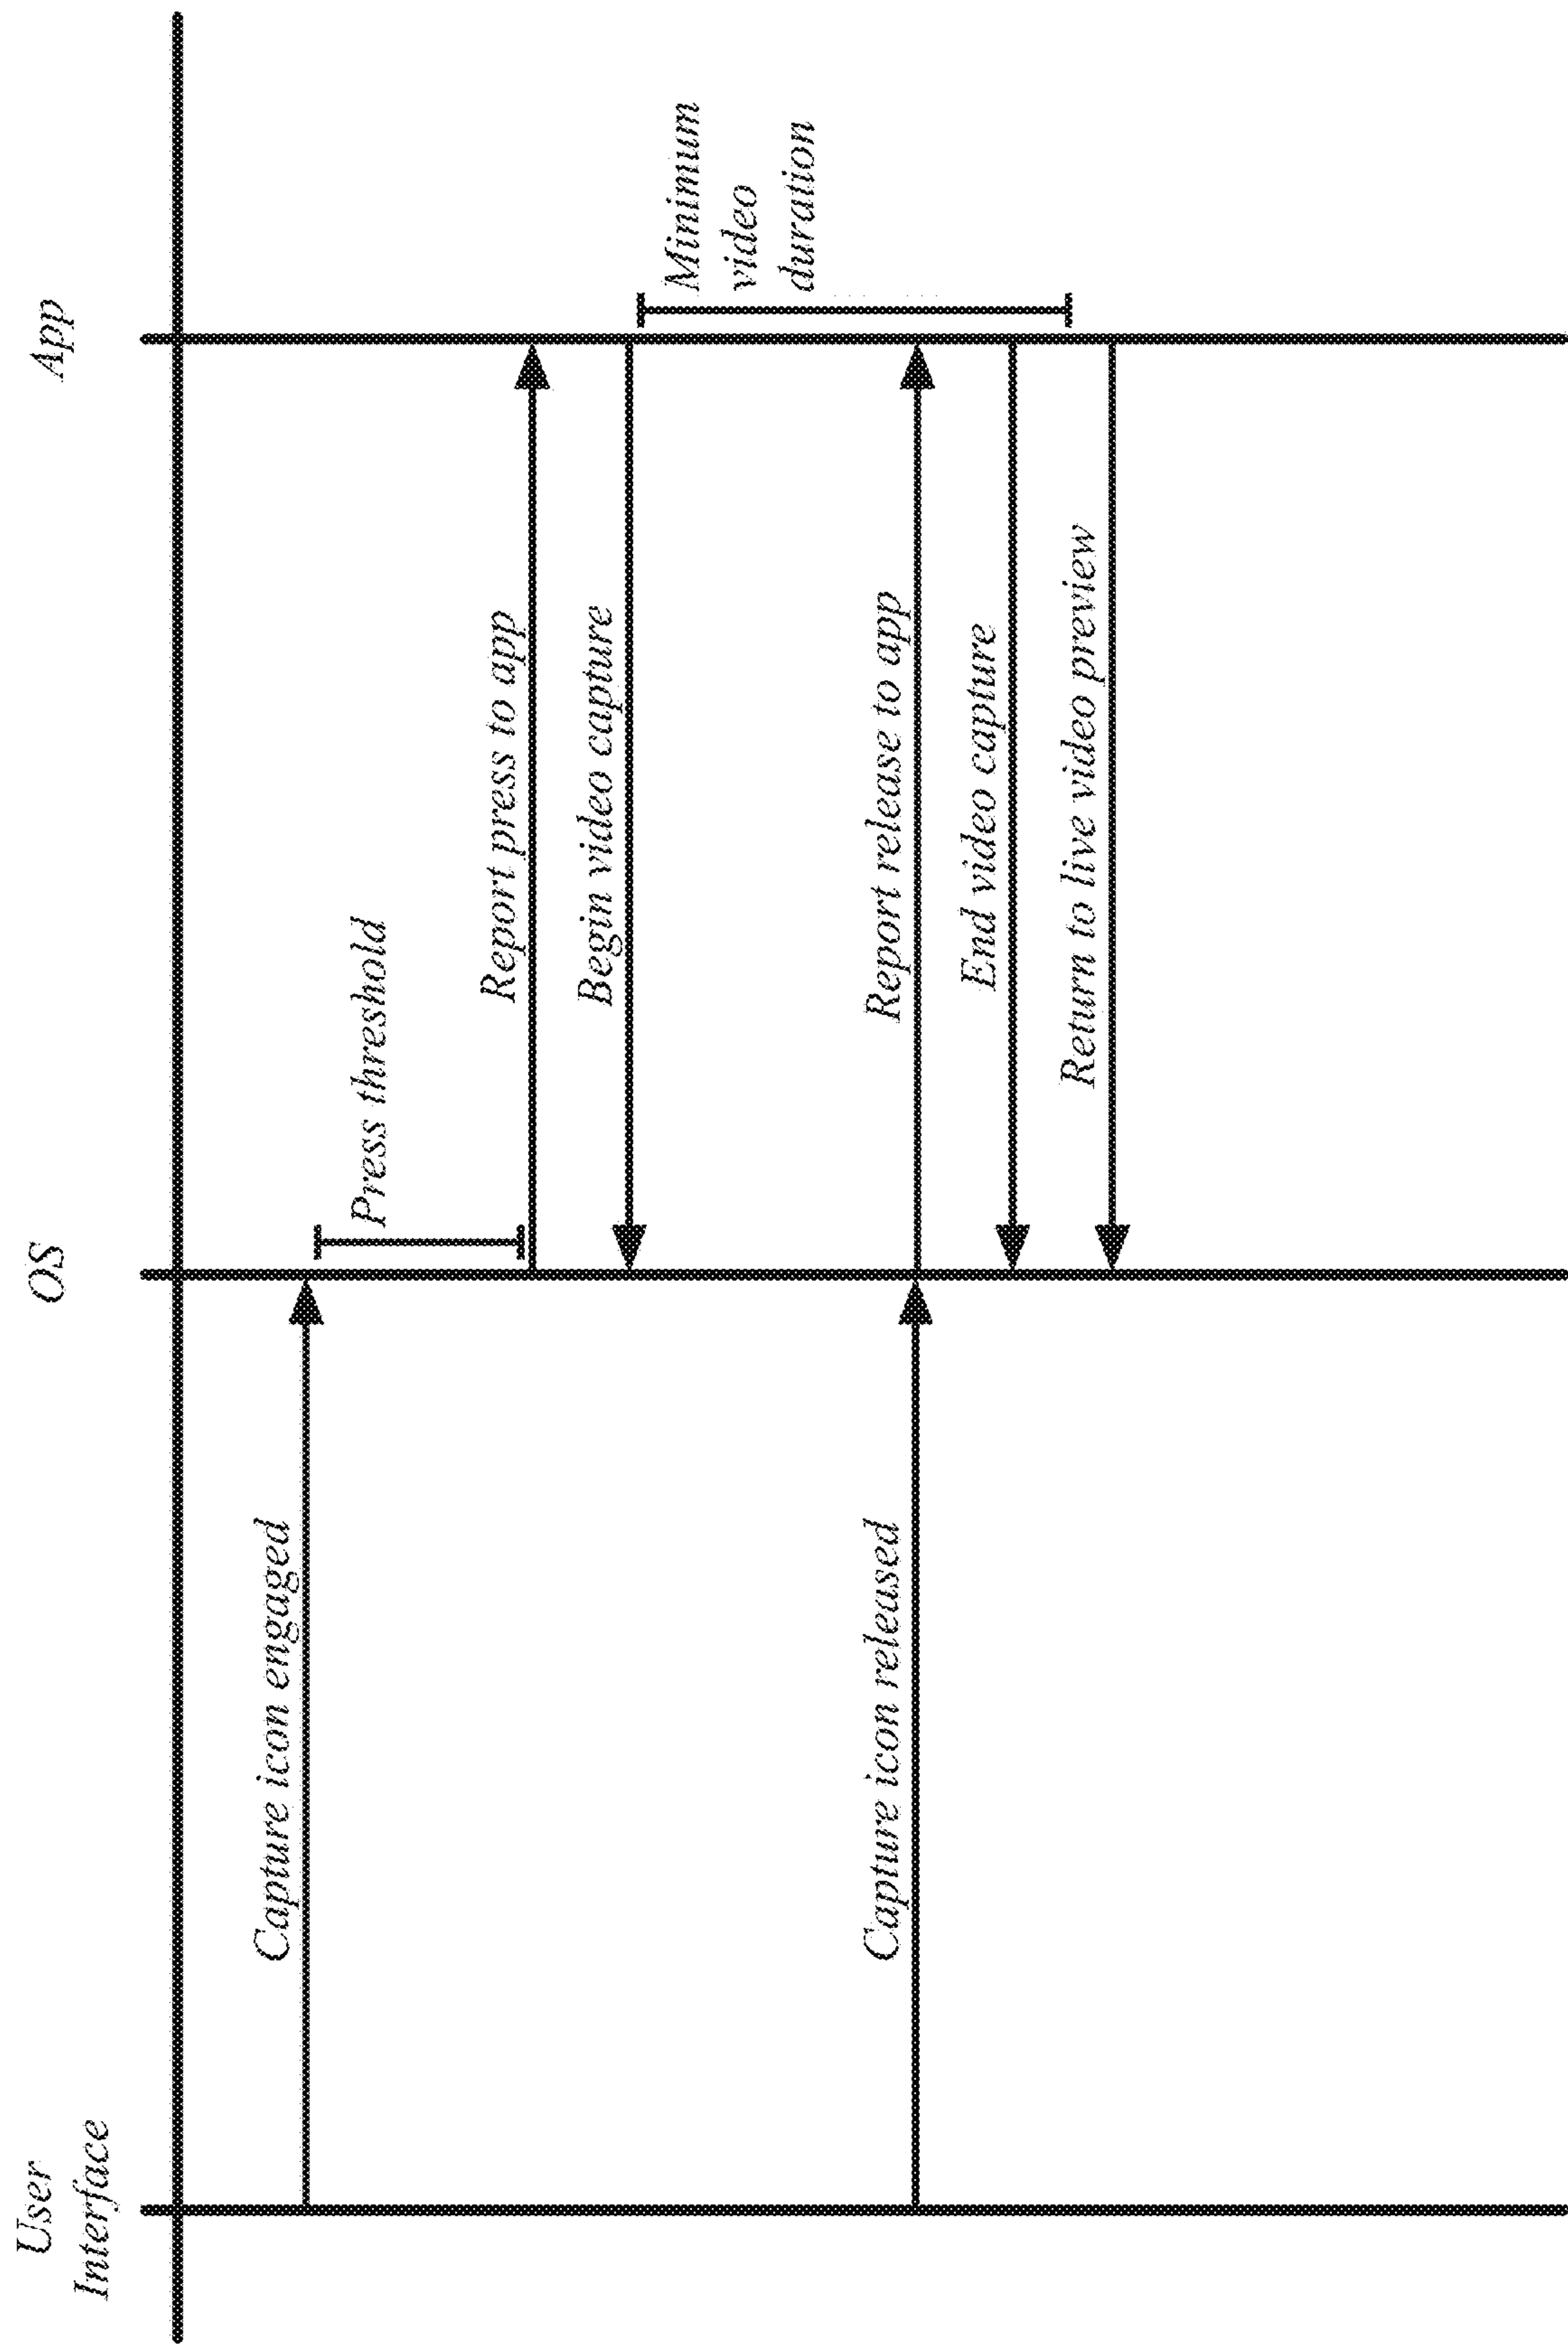 User
Interface
OS
App
Capture icon engaged
Press threshold
Report press to app
Begin video capture
Minimum
video
duration
Capture icon released
Report release to app
End video capture
Return to live video preview